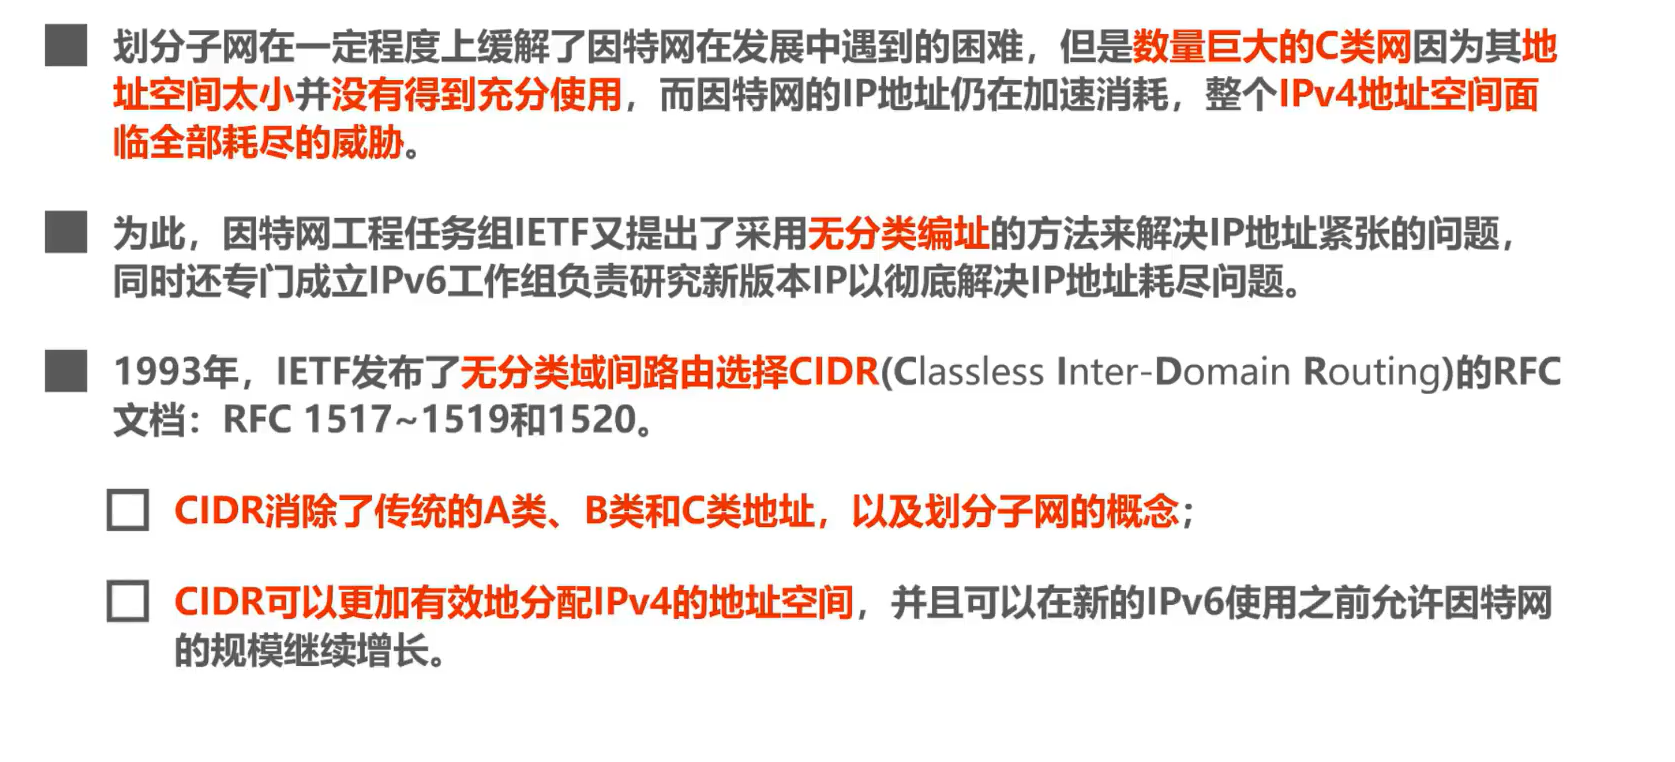 划分子网在一定程度上缓解了因特网在发展中遇到的困难，但是数量巨大的C类网因为其地
址空间太小并没有得到充分使用，而因特网的IP地址仍在加速消耗，整个IPv4地址空间面
临全部耗尽的威胁。
为此，因特网工程任务组IETF又提出了采用无分类编址的方法来解决IP地址紧张的问题，
同时还专门成立IPv6工作组负责研究新版本IP以彻底解决IP地址耗尽问题。
1993年，IETF发布了无分类域间路由选择CIDR(Classless Inter-Domain Routing)的RFC
文档：RFC 1517~1519和1520。
CIDR消除了传统的A类、B类和C类地址，以及划分子网的概念；
CIDR可以更加有效地分配IPv4的地址空间，并且可以在新的IPv6使用之前允许因特网
的规模继续增长。